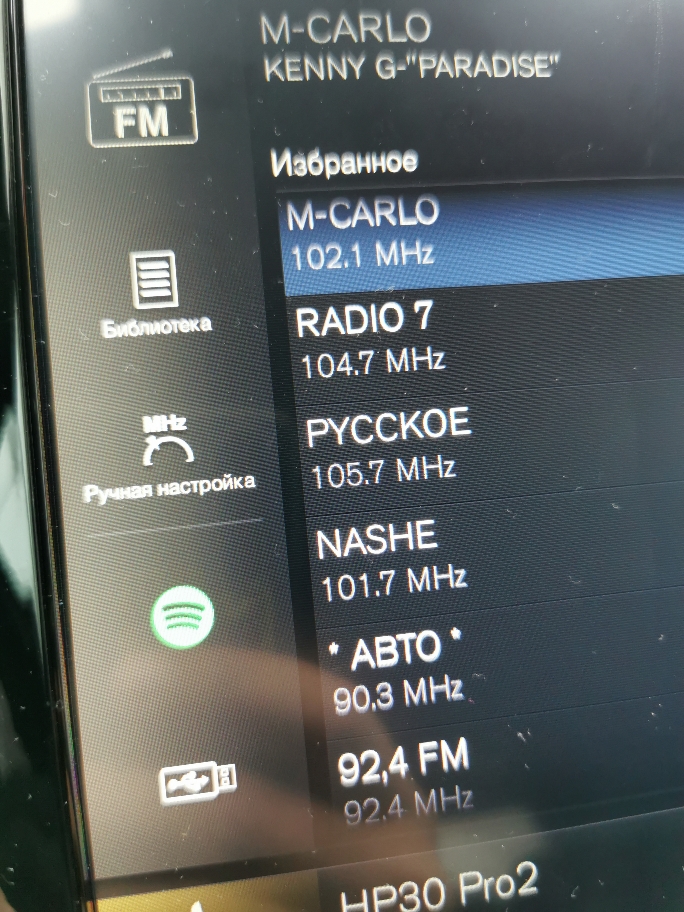 M-CARLO
KENNY G-"PARADISE"
FM
Избранное
M-CARLO
102.1 MHz
Библиотека
RADIO 7
104.7 MHz
MHz
Ручная настройка
РУССКОЕ
105.7 MHz
NASHE
101.7 MHz
* АВТО *
90.3 MHz
92,4 FM
92.4 MHz
HP30 Pro2